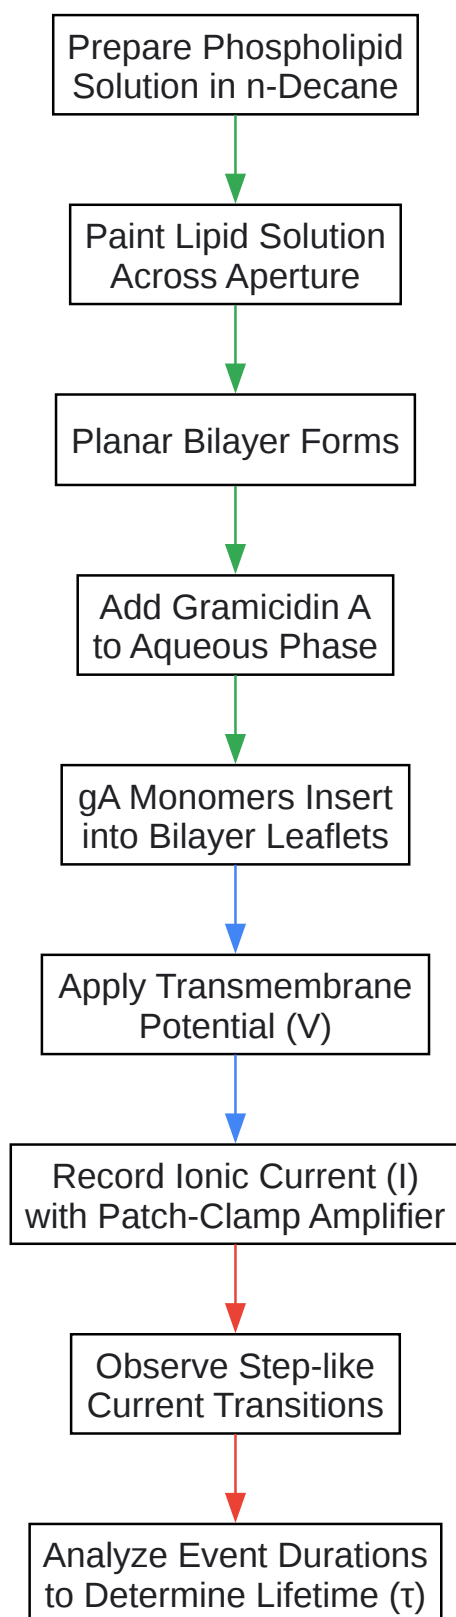 Prepare Phospholipid
Solution in n-Decane
Paint Lipid Solution
Across Aperture
Planar Bilayer Forms
Add Gramicidin A
to Aqueous Phase
gA Monomers Insert
into Bilayer Leaflets
Apply Transmembrane
Potential (V)
Record Ionic Current (I)
with Patch-Clamp Amplifier
Observe Step-like
Current Transitions
Analyze Event Durations
to Determine Lifetime (τ)